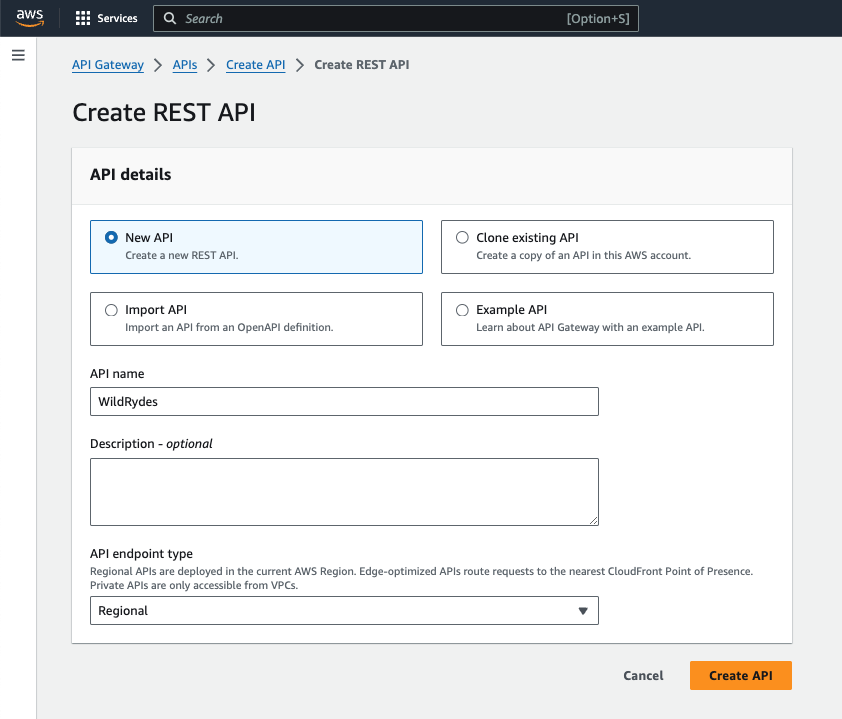 aws
Services
Search [Option+S]
API Gateway > APIs > Create API > Create REST API
Create REST API
API details
New API
Create a new REST API.
Clone existing API
Create a copy of an API in this AWS account.
Import API
Import an API from an OpenAPI definition.
Example API
Learn about API Gateway with an example API.
API name
WildRydes
Description - optional
API endpoint type
Regional APIs are deployed in the current AWS Region. Edge-optimized APIs route requests to the nearest CloudFront Point of Presence.
Private APIs are only accessible from VPCs.
Regional
Cancel
Create API